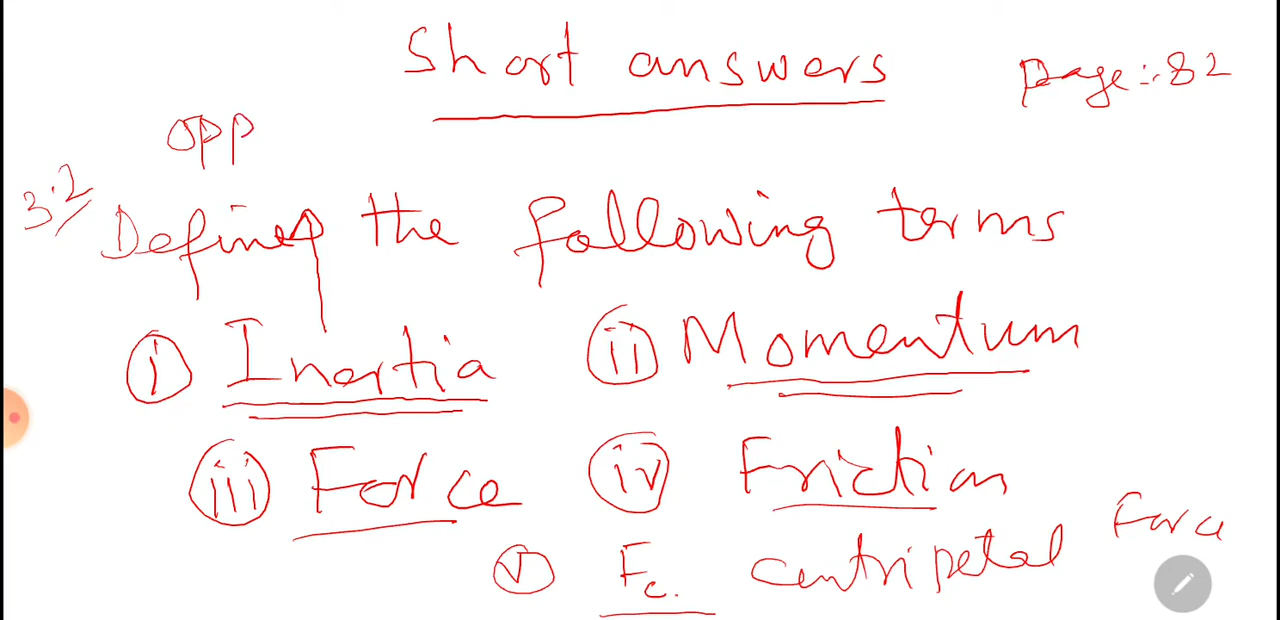 Short answers
page:- 82
opp
3.2 Define the following terms
(i) Inertia (ii) Momentum
(iii) Force (iv) Friction
(v) Fc. centripetal Force